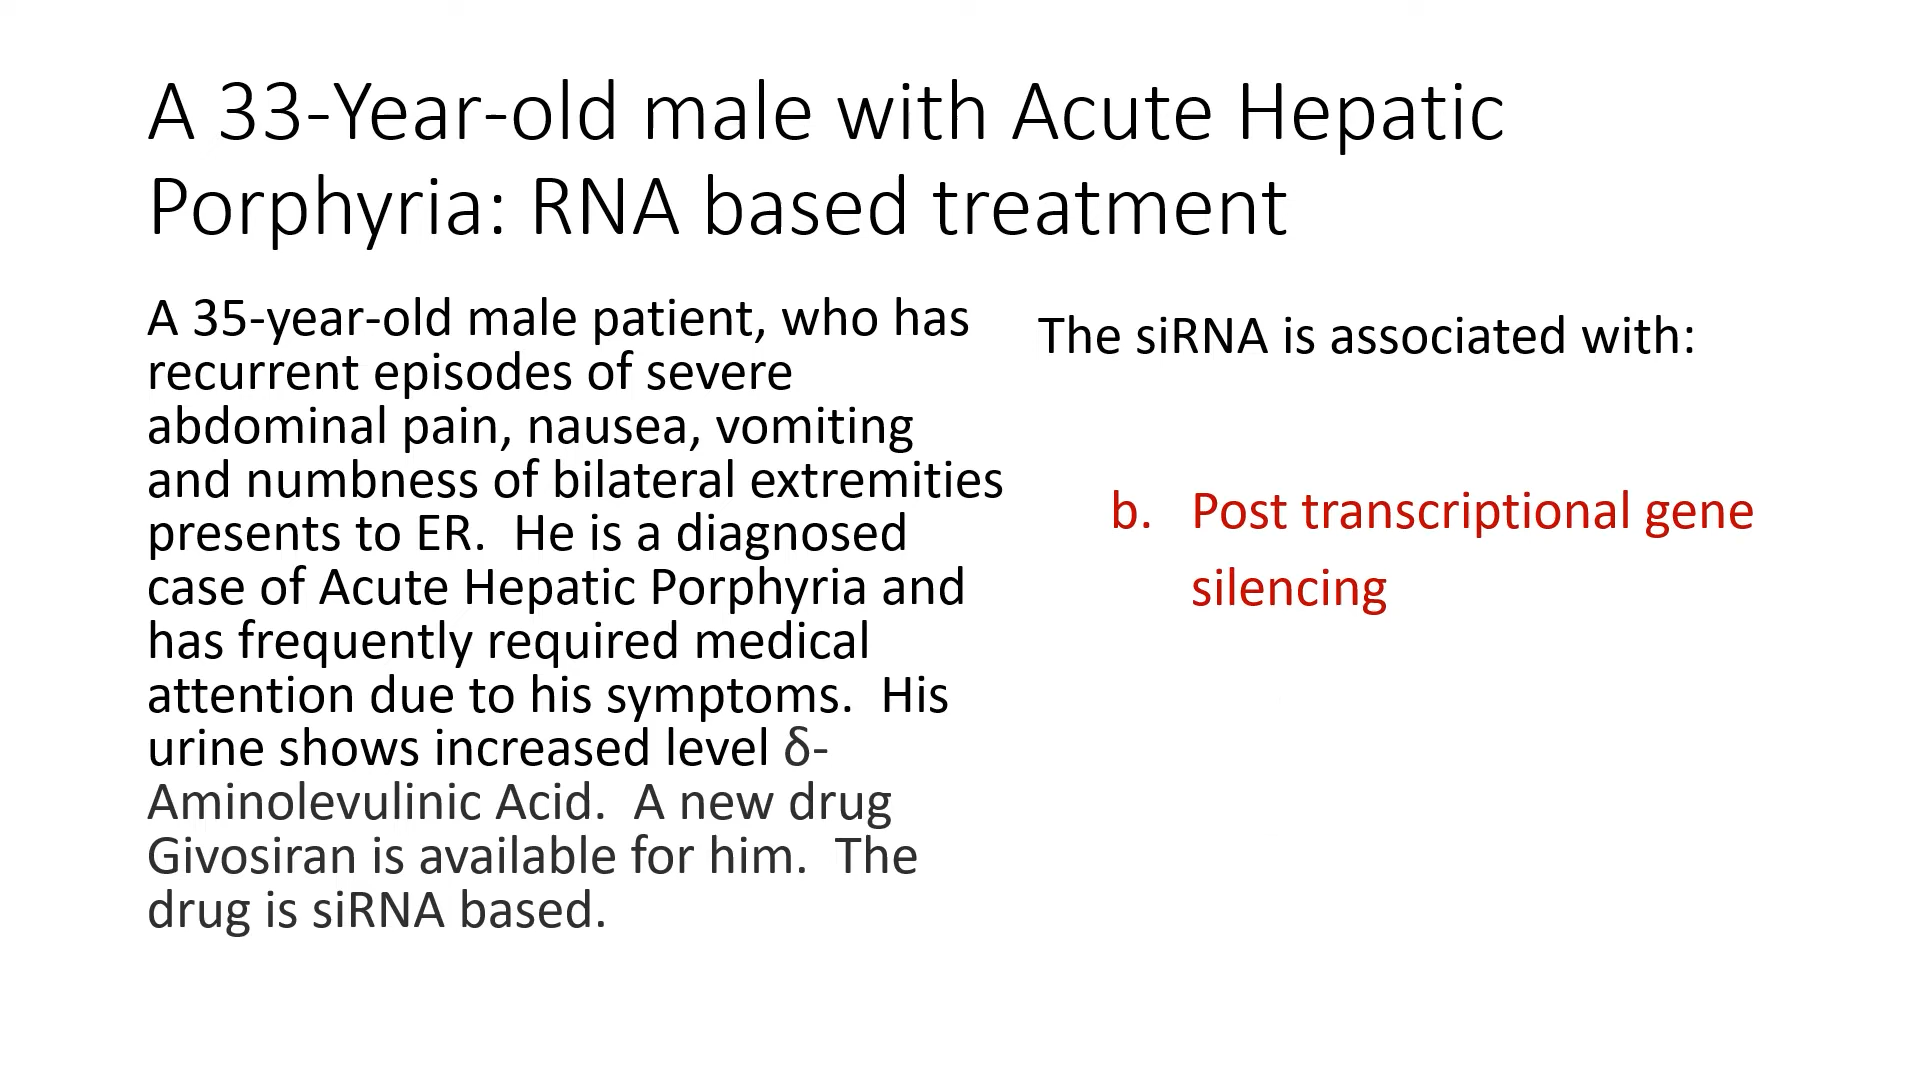 A 33-Year-old male with Acute Hepatic
Porphyria: RNA based treatment
A 35-year-old male patient, who has
recurrent episodes of severe
abdominal pain, nausea, vomiting
and numbness of bilateral extremities
presents to ER.  He is a diagnosed
case of Acute Hepatic Porphyria and
has frequently required medical
attention due to his symptoms.  His
urine shows increased level δ-
Aminolevulinic Acid.  A new drug
Givosiran is available for him.  The
drug is siRNA based.
The siRNA is associated with:
b. Post transcriptional gene
silencing